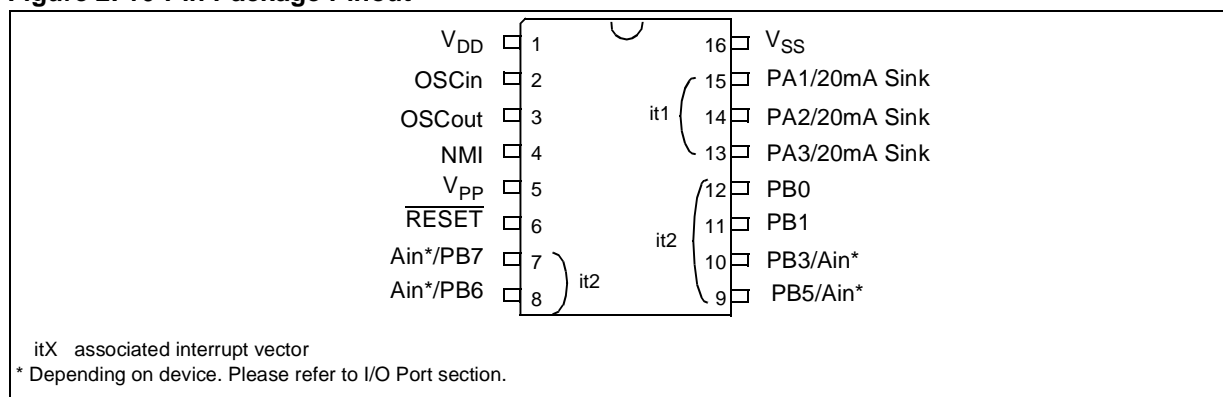 Figure 2. 16-Pin Package Pinout
VDD 1 16 VSS
OSCin 2 15 PA1/20mA Sink
OSCout 3 it1 14 PA2/20mA Sink
NMI 4 13 PA3/20mA Sink
VPP 5 12 PB0
RESET 6 11 PB1
it2
Ain*/PB7 7 10 PB3/Ain*
it2
Ain*/PB6 8 9 PB5/Ain*
itX associated interrupt vector
* Depending on device. Please refer to I/O Port section.